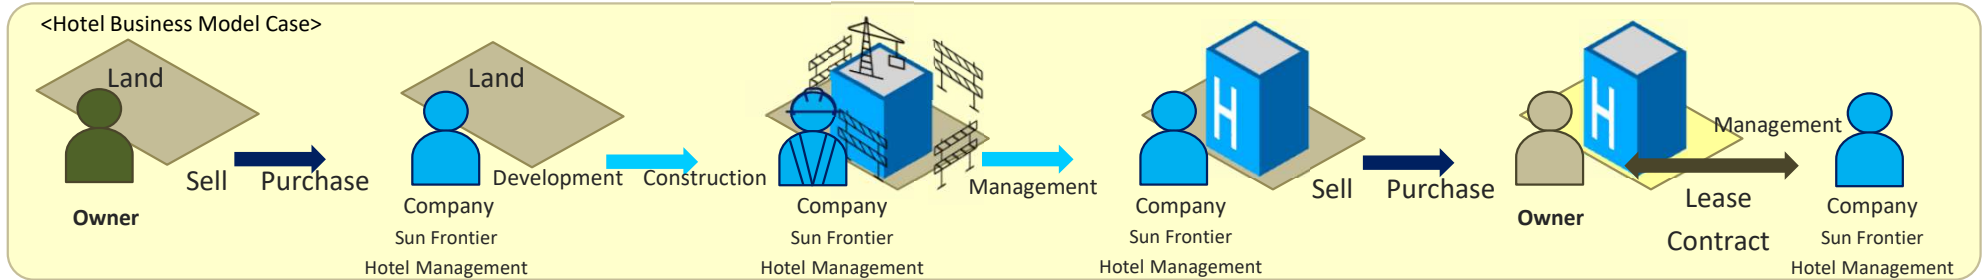 <Hotel Business Model Case>
Land
Sell Purchase
Owner
Land
Development
Company
Sun Frontier
Hotel Management
Construction
Company
Sun Frontier
Hotel Management
Management
H
Company
Sun Frontier
Hotel Management
Sell Purchase
H
Owner
Management
Lease
Contract
Company
Sun Frontier
Hotel Management